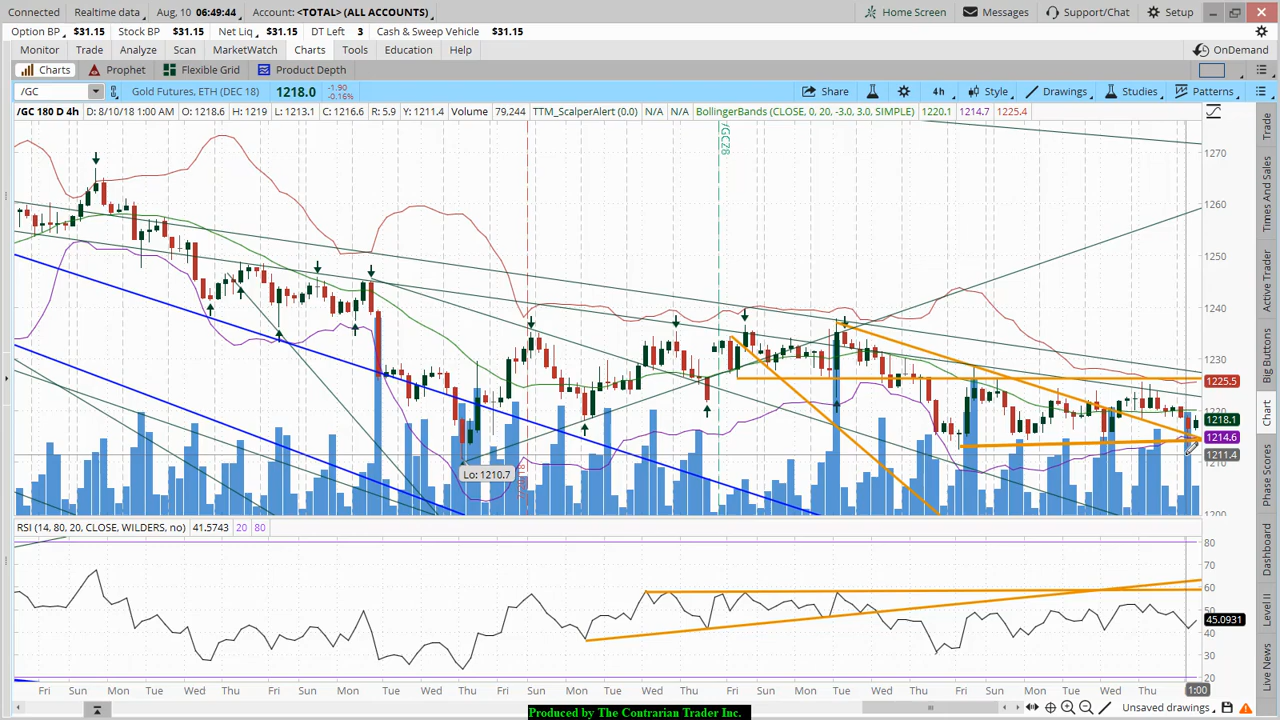 Connected Realtime data Aug, 10 06:49:44 Account: <TOTAL> (ALL ACCOUNTS) Home Screen Messages Support/Chat Setup
Option BP $31.15 Stock BP $31.15 Net Liq $31.15 DT Left 3 Cash & Sweep Vehicle $31.15
Monitor Trade Analyze Scan MarketWatch Charts Tools Education Help OnDemand
Charts Prophet Flexible Grid Product Depth
/GC Gold Futures, ETH (DEC 18) 1218.0 -1.90 -0.16% Share 4h Style Drawings Studies Patterns
/GC 180 D 4h D: 8/10/18 1:00 AM O: 1218.6 H: 1219 L: 1213.1 C: 1216.6 R: 5.9 Y: 1211.4 Volume 79,244 TTM_ScalperAlert (0.0) N/A N/A BollingerBands (CLOSE, 0, 20, -3.0, 3.0, SIMPLE) 1220.1 1214.7 1225.4
/GCZ8
1270
1260
1250
1240
1230
1225.5
1220
1218.1
1214.6
1211.4
1210
1200
Lo: 1210.7
RSI (14, 80, 20, CLOSE, WILDERS, no) 41.5743 20 80
80
70
60
50
45.0931
40
30
20
Fri Sun Mon Tue Thu Fri Sun Mon Tue Wed Thu Sun Mon Tue Wed Thu Fri Sun Mon Tue Wed Thu Fri Sun Mon Tue Wed Thu 1:00
Unsaved drawings
Produced by The Contrarian Trader Inc.
Trade
Times And Sales
Active Trader
Big Buttons
Chart
Phase Scores
Dashboard
Level II
Live News